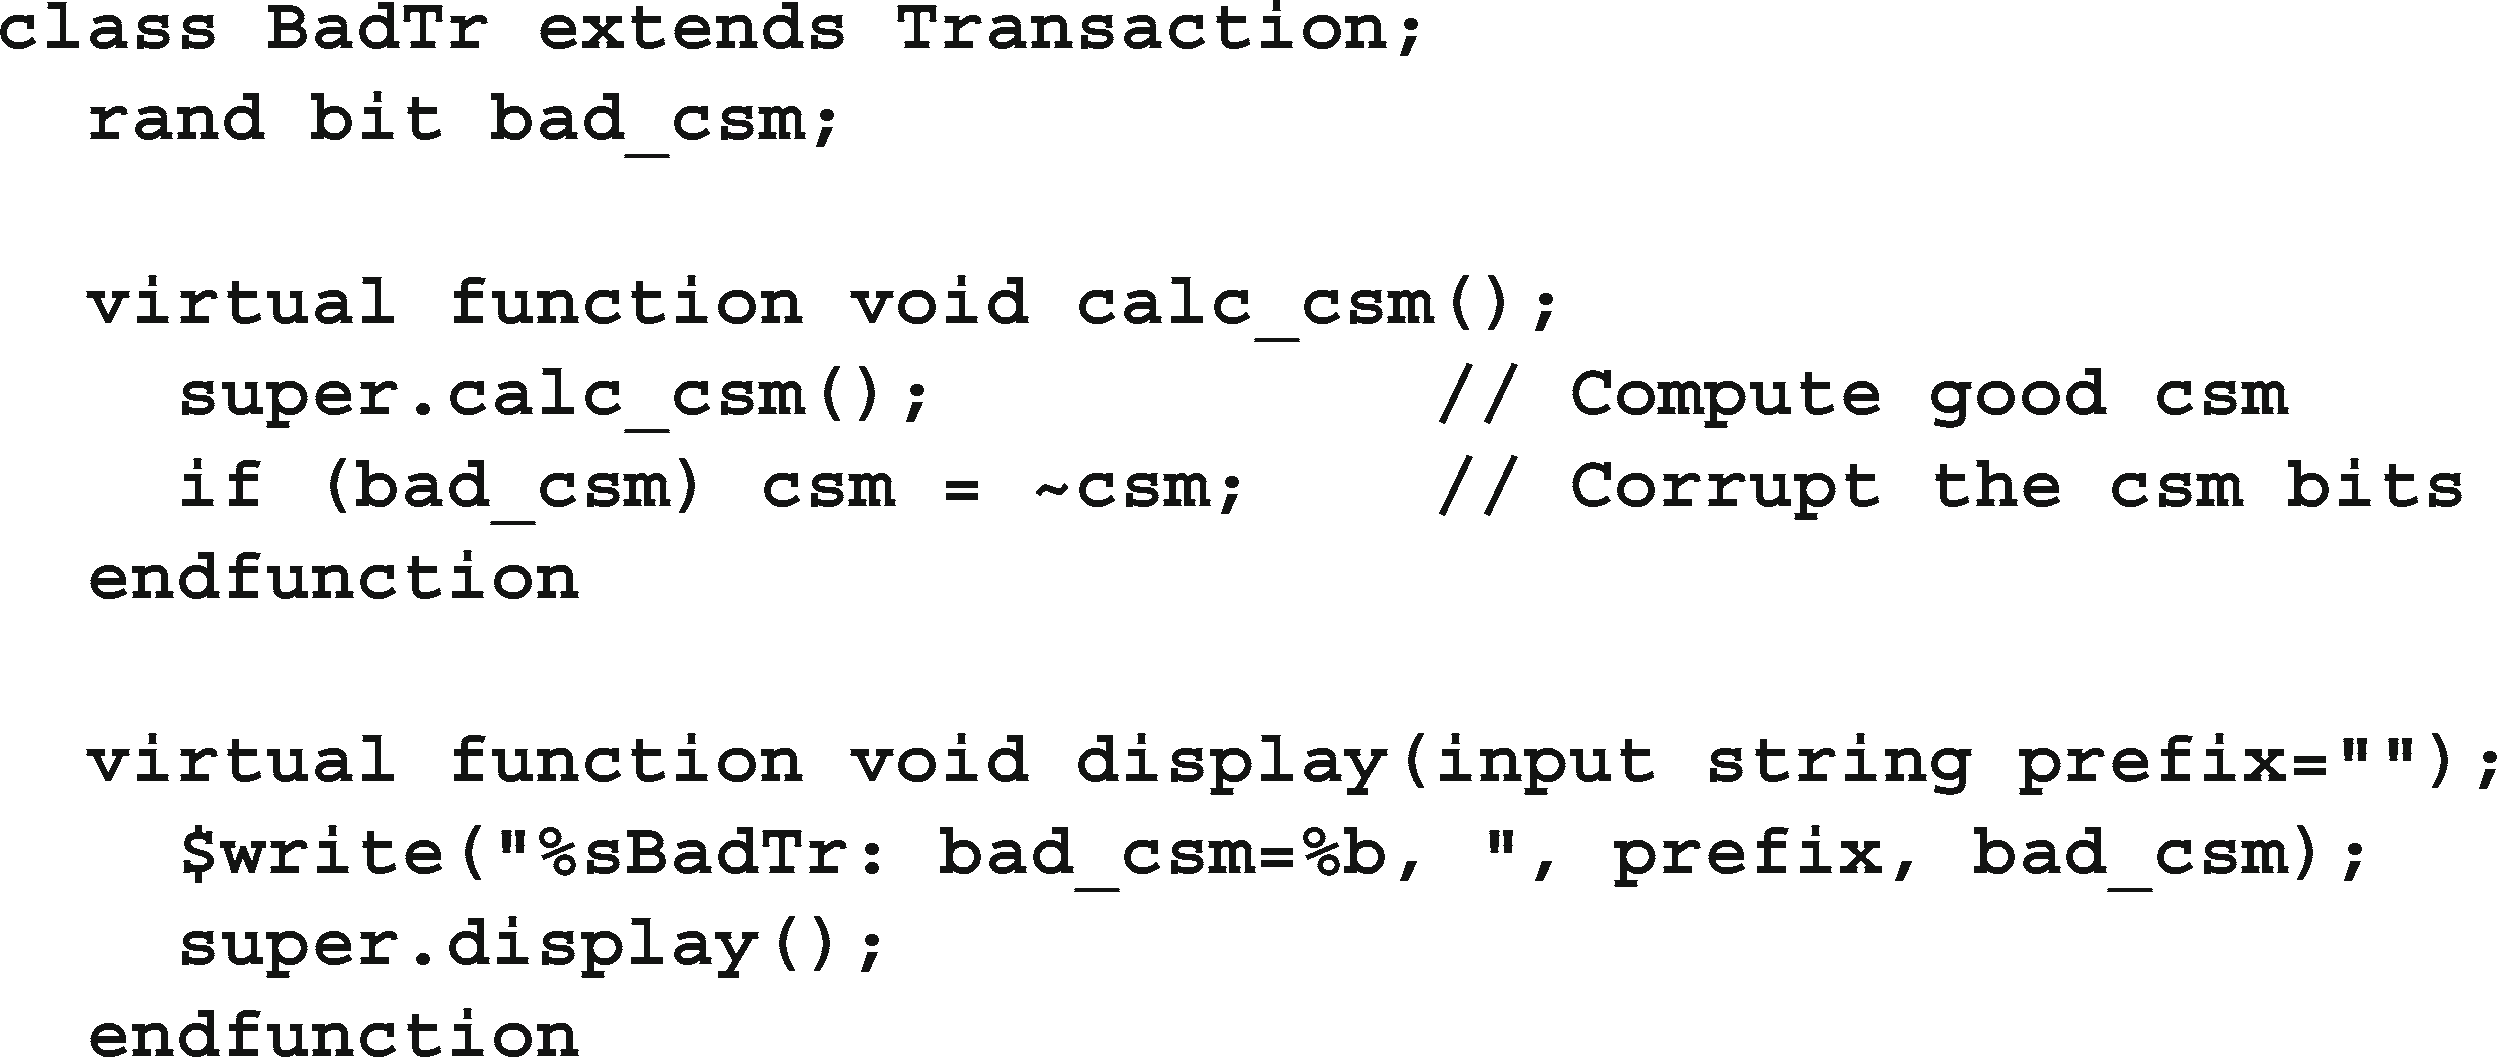 class BadTr extends Transaction;
  rand bit bad_csm;

  virtual function void calc_csm();
    super.calc_csm();           // Compute good csm
    if (bad_csm) csm = ~csm;    // Corrupt the csm bits
  endfunction

  virtual function void display(input string prefix="");
    $write("%sBadTr: bad_csm=%b, ", prefix, bad_csm);
    super.display();
  endfunction